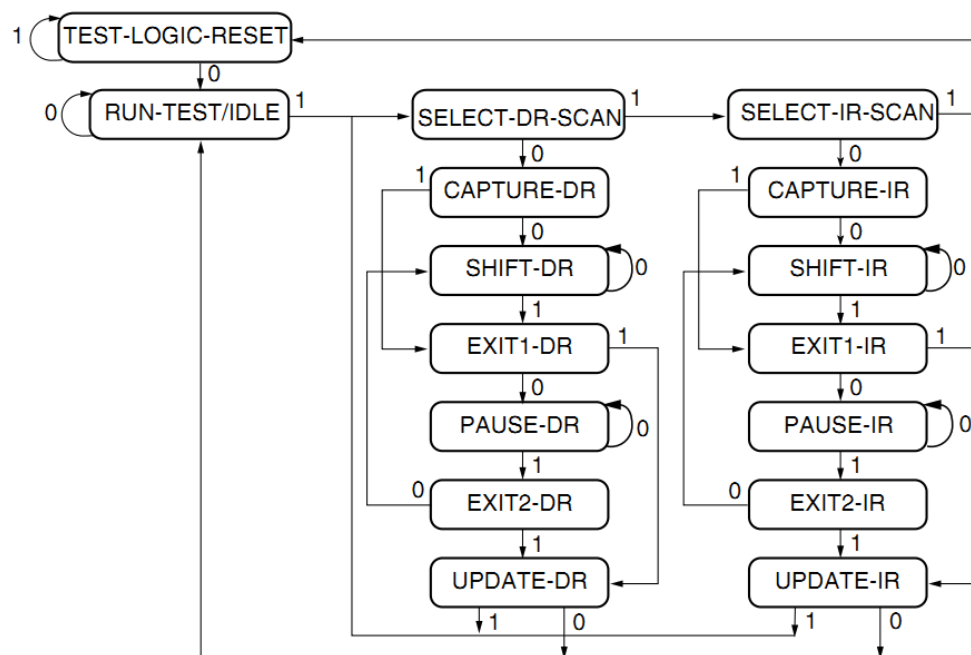 1 TEST-LOGIC-RESET
0
0 RUN-TEST/IDLE 1
SELECT-DR-SCAN 1
SELECT-IR-SCAN 1
0
0
1 CAPTURE-DR
1 CAPTURE-IR
0
0
SHIFT-DR 0
SHIFT-IR 0
1
1
EXIT1-DR 1
EXIT1-IR 1
0
0
PAUSE-DR 0
PAUSE-IR 0
1
1
0 EXIT2-DR
0 EXIT2-IR
1
1
UPDATE-DR
UPDATE-IR
1 0
1 0